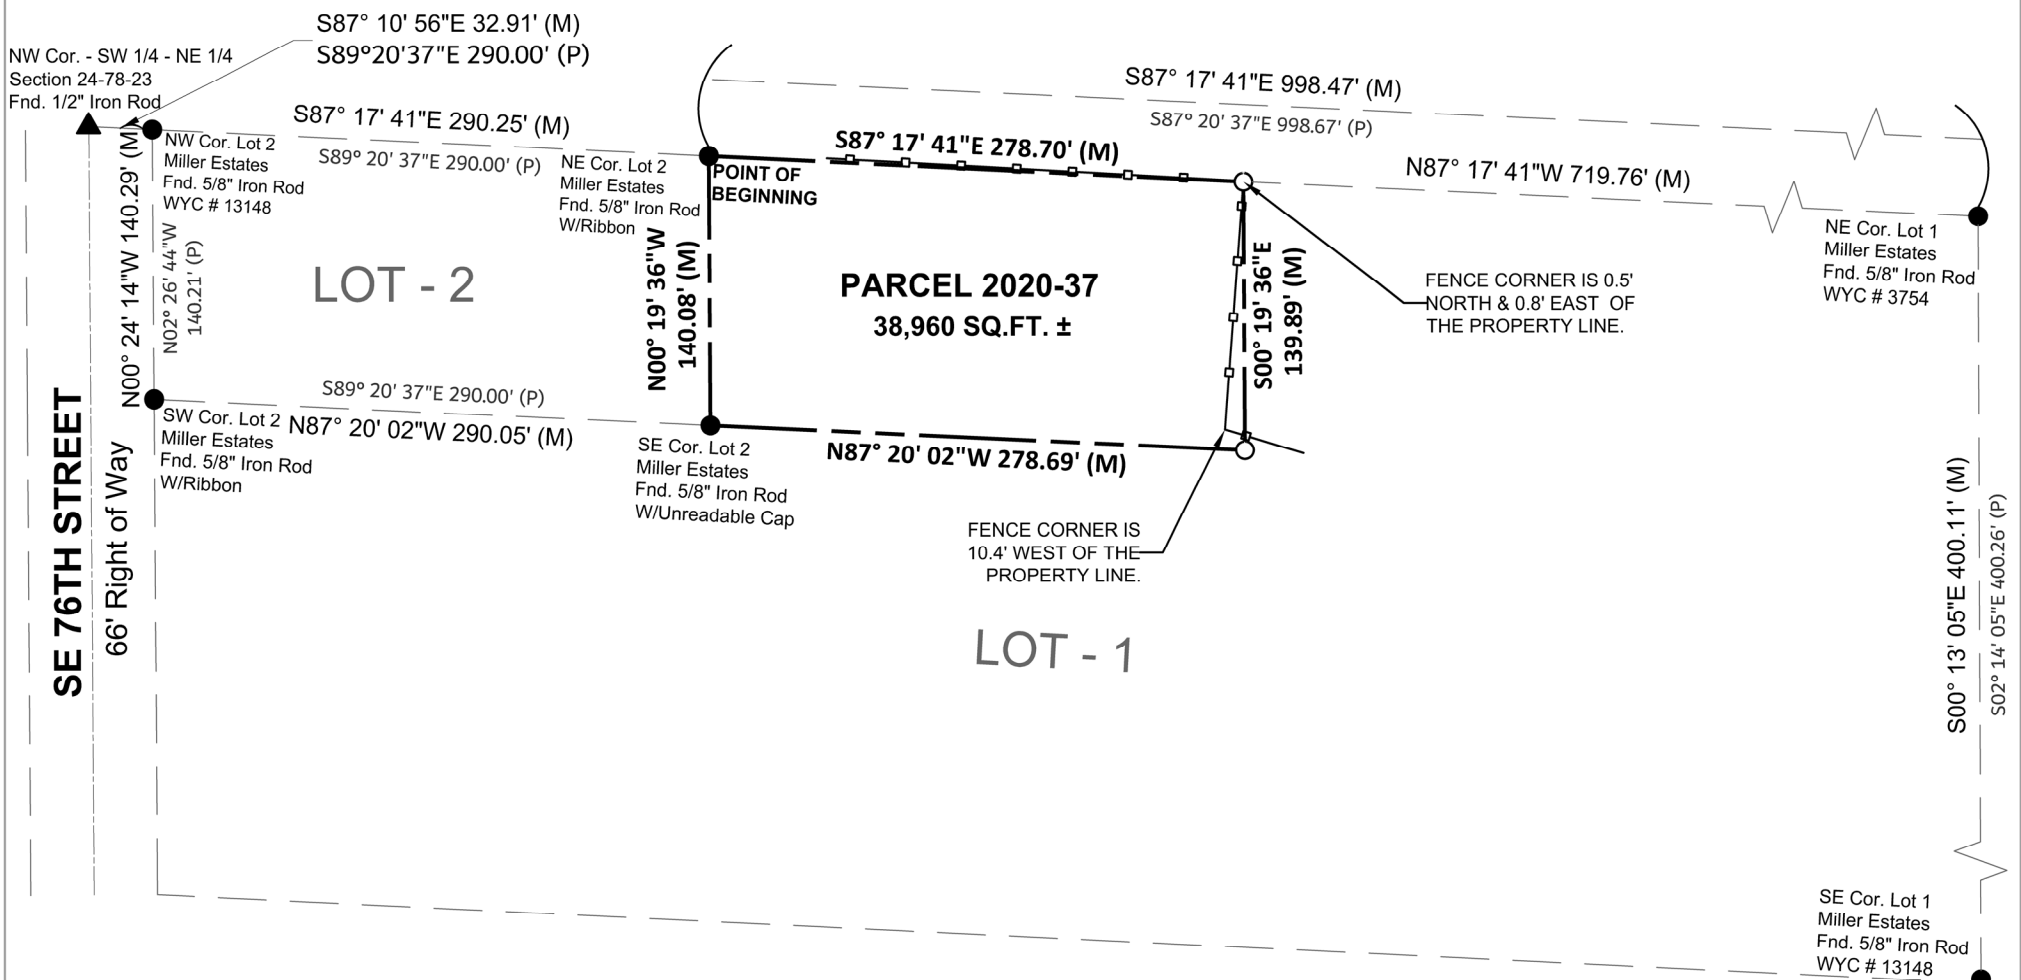 S87° 10' 56"E 32.91' (M)
S89°20'37"E 290.00' (P)
NW Cor. - SW 1/4 - NE 1/4
Section 24-78-23
Fnd. 1/2" Iron Rod
S87° 17' 41"E 290.25' (M)
S89° 20' 37"E 290.00' (P)
S87° 17' 41"E 998.47' (M)
S87° 20' 37"E 998.67' (P)
S87° 17' 41"E 278.70' (M)
N87° 17' 41"W 719.76' (M)
NW Cor. Lot 2
Miller Estates
Fnd. 5/8" Iron Rod
WYC # 13148
NE Cor. Lot 2
Miller Estates
Fnd. 5/8" Iron Rod
W/Ribbon
POINT OF
BEGINNING
N00° 24' 14"W 140.29' (M)
N02° 26' 44"W
140.21' (P)
LOT - 2
N00° 19' 36"W
140.08' (M)
PARCEL 2020-37
38,960 SQ.FT. ±
S00° 19' 36"E
139.89' (M)
FENCE CORNER IS 0.5'
NORTH & 0.8' EAST OF
THE PROPERTY LINE.
NE Cor. Lot 1
Miller Estates
Fnd. 5/8" Iron Rod
WYC # 3754
S89° 20' 37"E 290.00' (P)
N87° 20' 02"W 290.05' (M)
SW Cor. Lot 2
Miller Estates
Fnd. 5/8" Iron Rod
W/Ribbon
SE Cor. Lot 2
Miller Estates
Fnd. 5/8" Iron Rod
W/Unreadable Cap
N87° 20' 02"W 278.69' (M)
FENCE CORNER IS
10.4' WEST OF THE
PROPERTY LINE.
SE 76TH STREET
66' Right of Way
LOT - 1
S00° 13' 05"E 400.11' (M)
S02° 14' 05"E 400.26' (P)
SE Cor. Lot 1
Miller Estates
Fnd. 5/8" Iron Rod
WYC # 13148